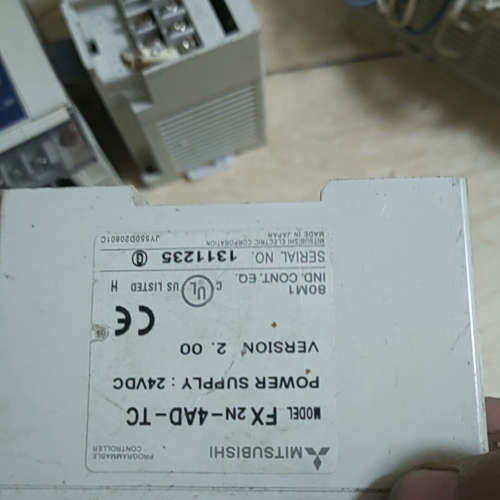 MITSUBISHI
PROGRAMMABLE
CONTROLLER
MODEL FX2N-4AD-TC
POWER SUPPLY : 24VDC
VERSION 2.00
CE
80M1
IND. CONT. EQ.
C UL US LISTED H
SERIAL NO. 1311235
MITSUBISHI ELECTRIC CORPORATION
MADE IN JAPAN
JY550D20801C